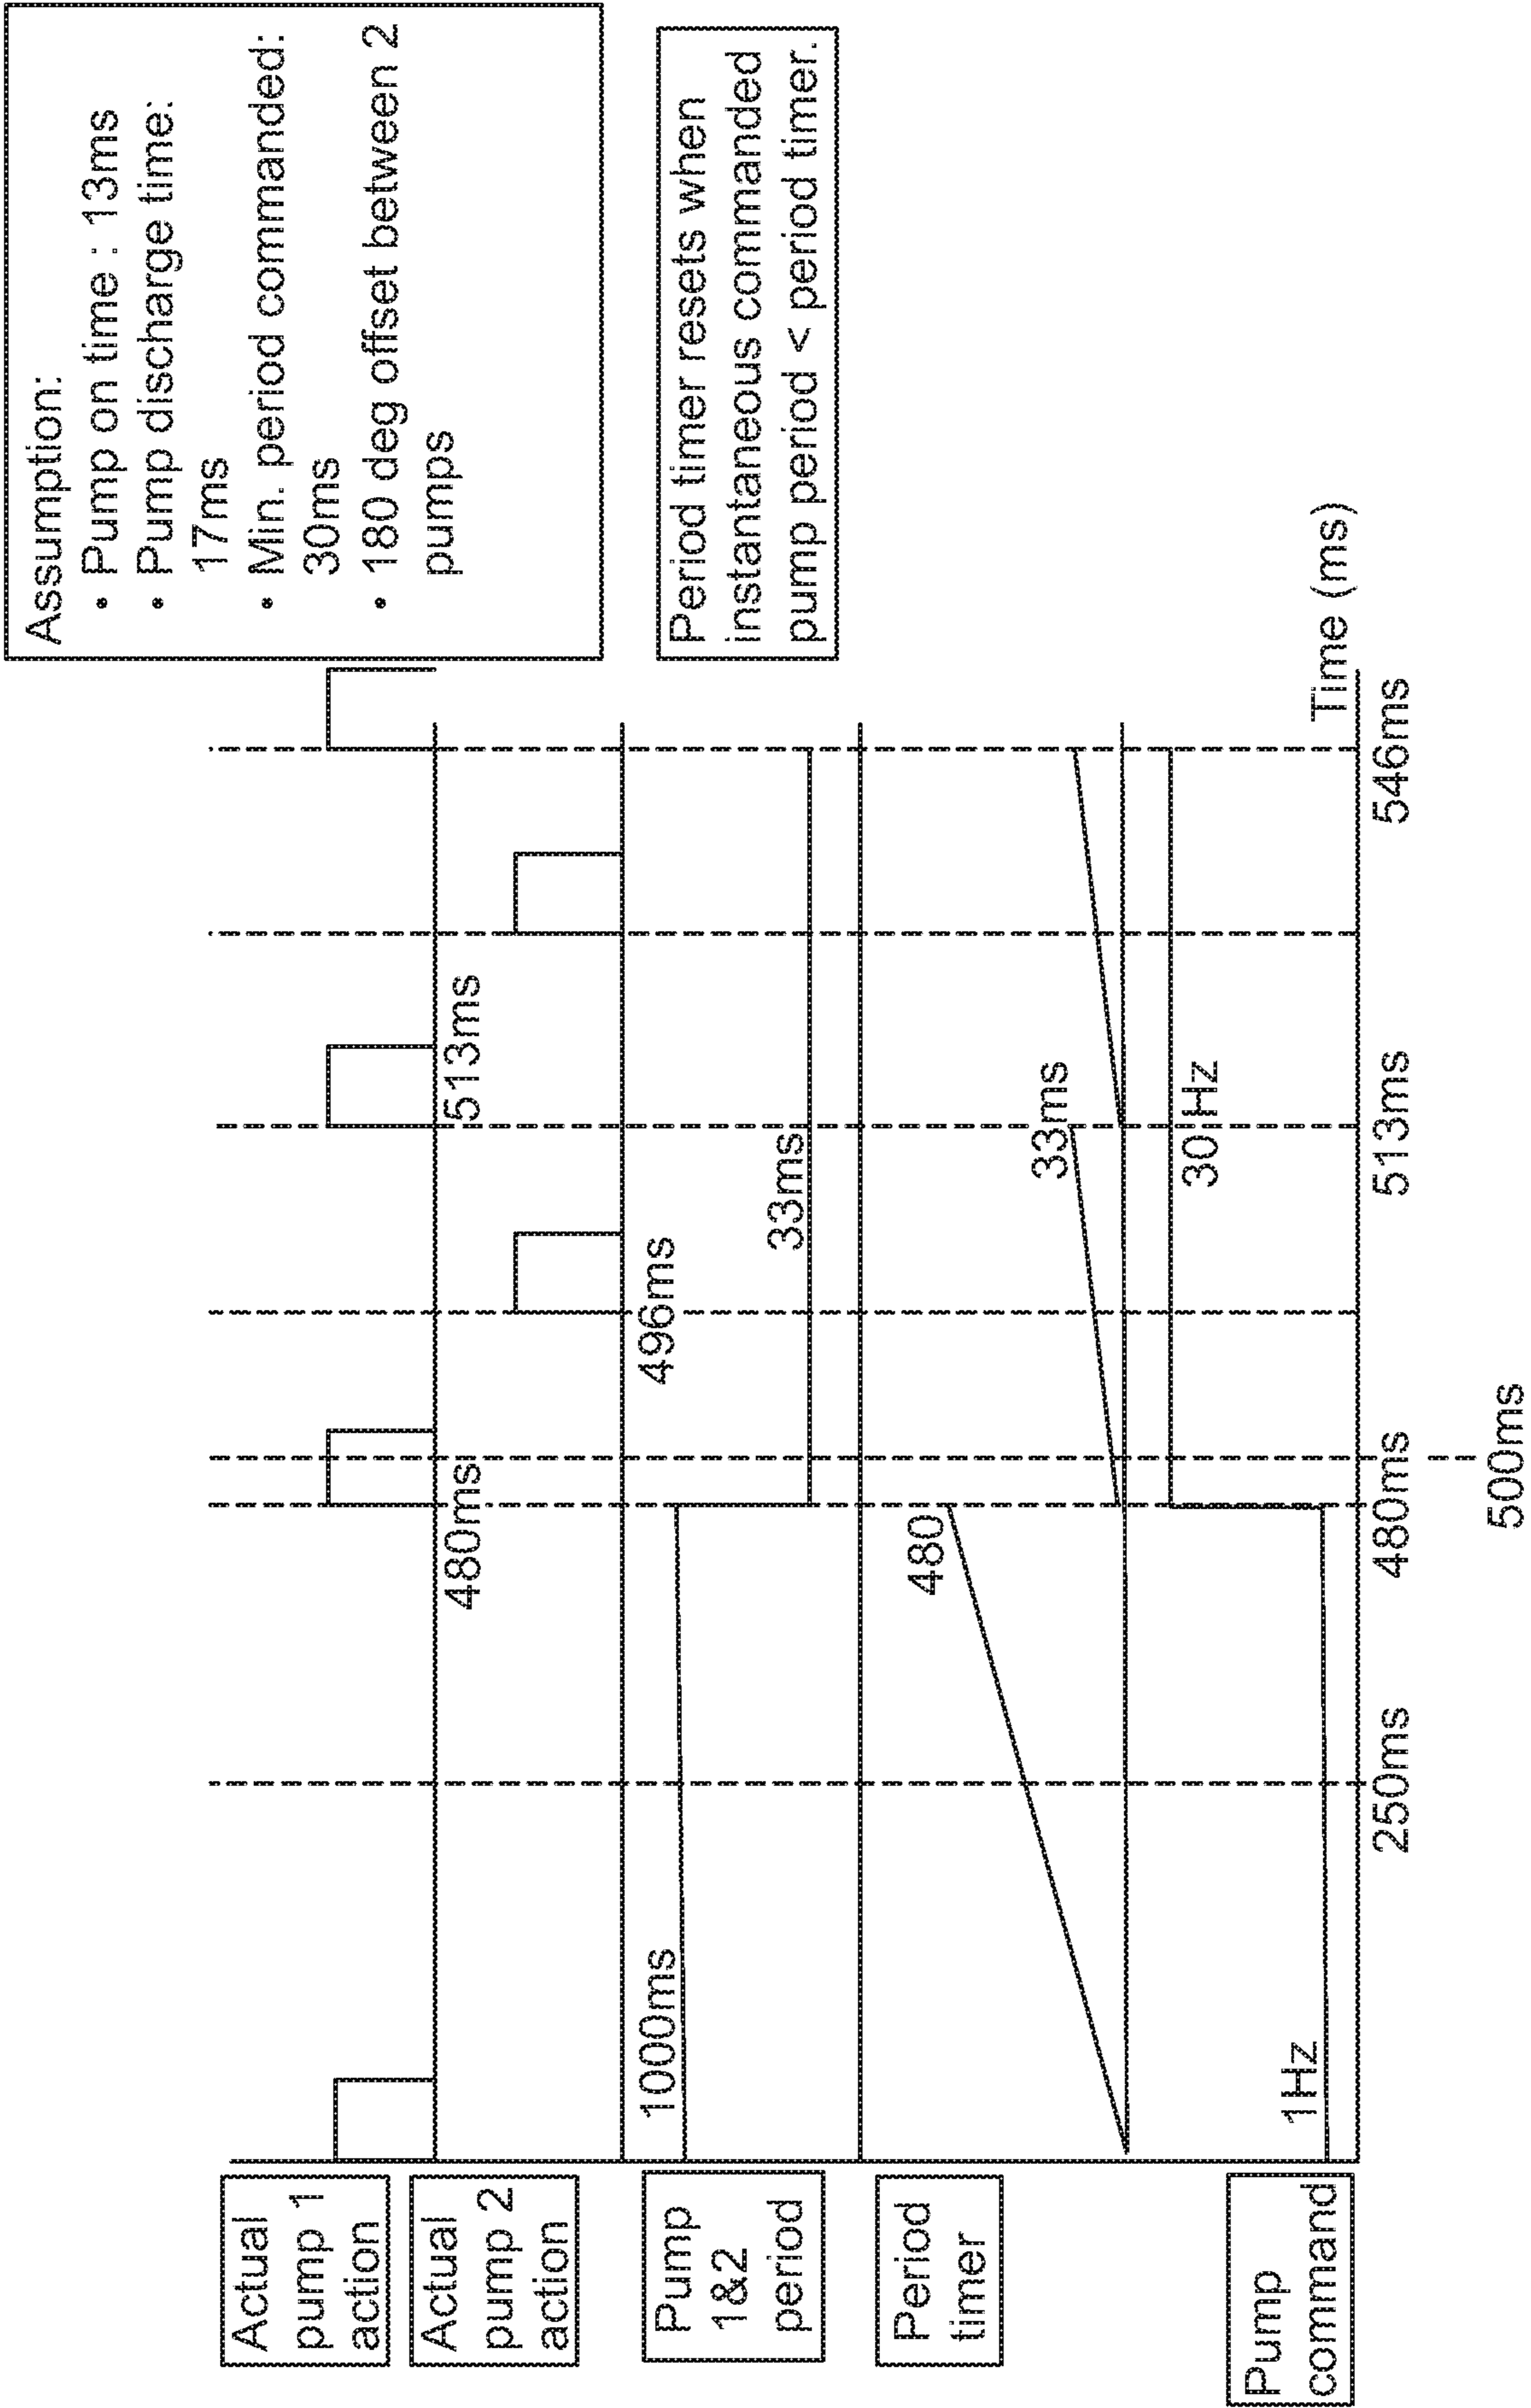 Assumption:
• Pump on time : 13ms
• Pump discharge time:
17ms
• Min. period commanded:
30ms
• 180 deg offset between 2
pumps
Period timer resets when
instantaneous commanded
pump period < period timer.
Actual
pump 1
action
480ms
513ms
Actual
pump 2
action
496ms
Pump
1&2
period
1000ms
33ms
Period
timer
480
33ms
Pump
command
1Hz
30 Hz
Time (ms)
250ms
480ms
513ms
546ms
500ms